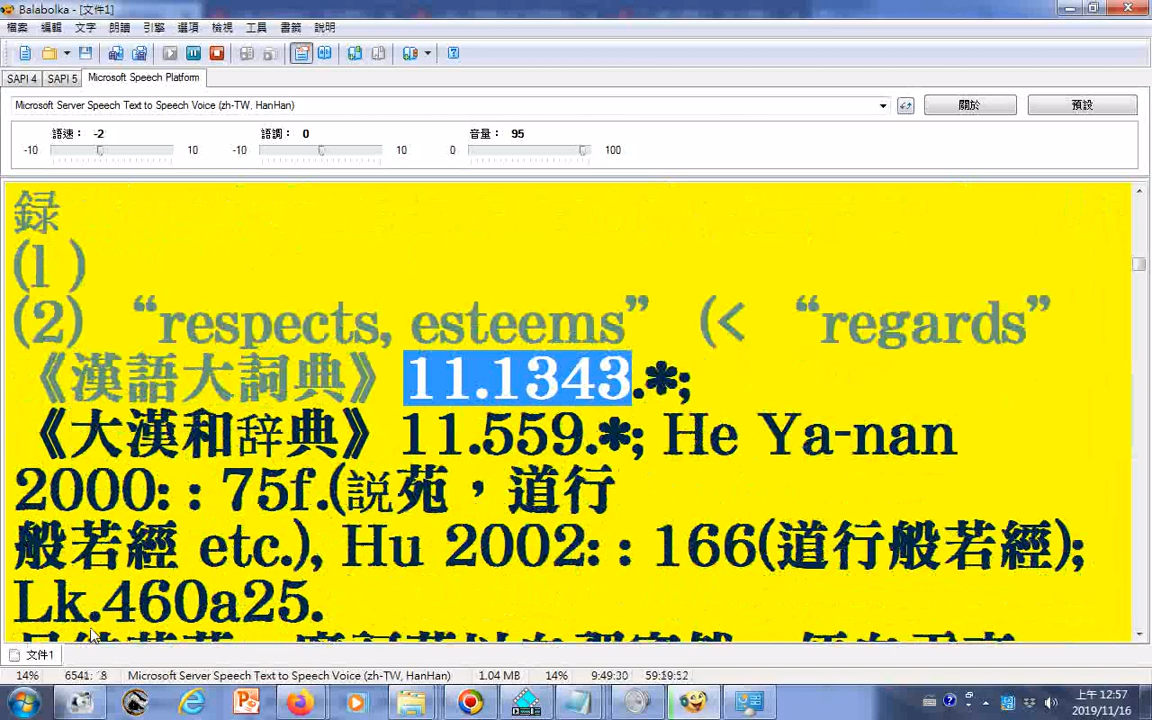 Balabolka - [文件1]
檔案 編輯 文字 朗讀 引擎 選項 檢視 工具 書籤 說明
SAPI 4 SAPI 5 Microsoft Speech Platform
Microsoft Server Speech Text to Speech Voice (zh-TW, HanHan) 關於 預設
語速： -2 語調： 0 音量： 95
-10 10 -10 10 0 100
録
(1 )
(2) “respects, esteems” (< “regards”
《漢語大詞典》 11.1343.*;
《大漢和辞典》 11.559.*; He Ya-nan
2000: : 75f.(説苑，道行
般若經 etc.), Hu 2002: : 166(道行般若經);
Lk.460a25.
文件1
14% Microsoft Server Speech Text to Speech Voice (zh-TW, HanHan) 1.04 MB 14% 9:49:30 59:19:52
上午 12:57
2019/11/16